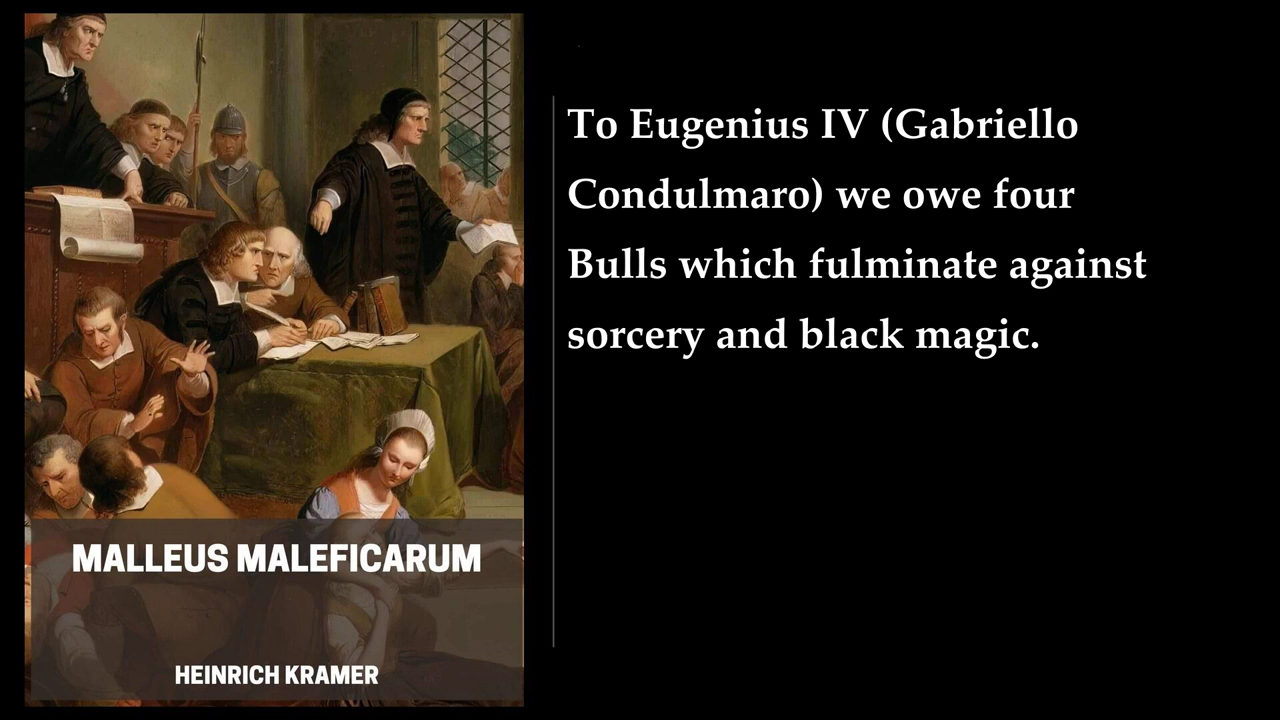 MALLEUS MALEFICARUM
HEINRICH KRAMER
To Eugenius IV (Gabriello
Condulmaro) we owe four
Bulls which fulminate against
sorcery and black magic.